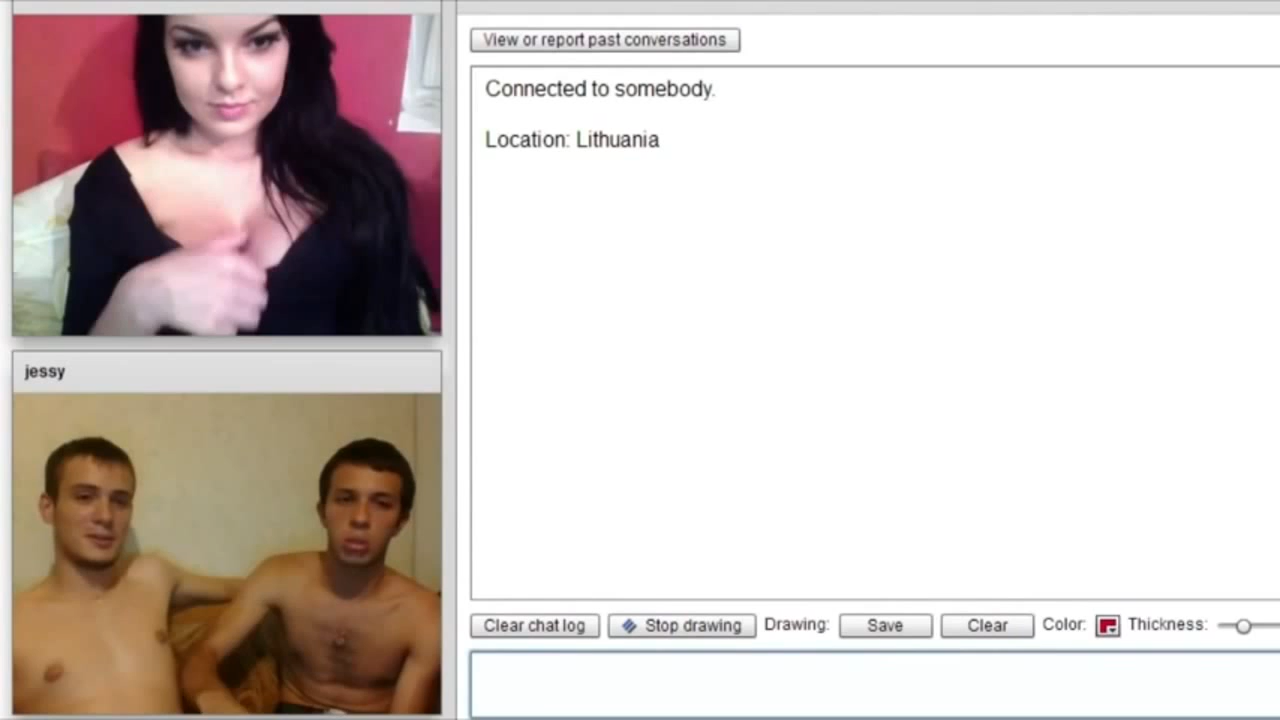 View or report past conversations
Connected to somebody.
Location: Lithuania
jessy
Clear chat log
Stop drawing
Drawing:
Save
Clear
Color:
Thickness: